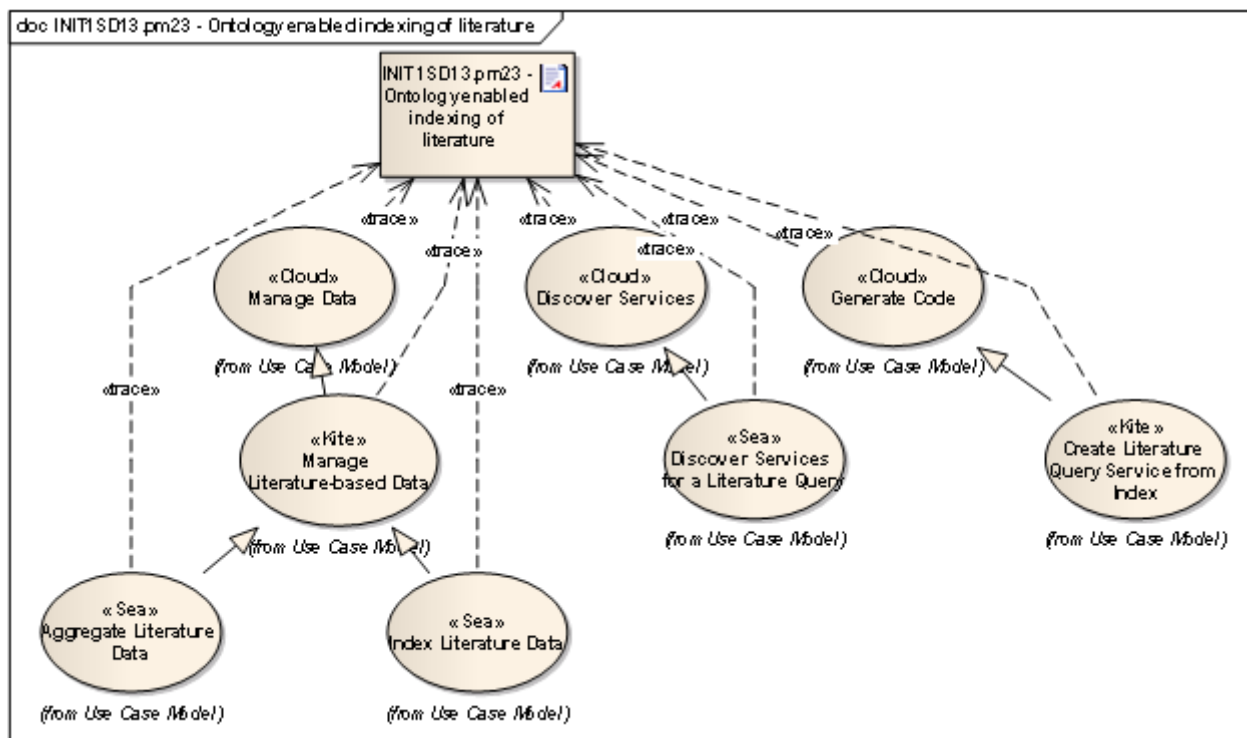 doc INIT1SD13.pm23 - Ontology enabled indexing of literature
INIT1SD13.pm23 -
Ontology enabled
indexing of
literature
«trace»
«trace»
«trace»
«trace»
«trace»
«trace»
«trace»
«trace»
«Cloud»
Manage Data
(from Use Case Model)
«Cloud»
Discover Services
(from Use Case Model)
«Cloud»
Generate Code
(from Use Case Model)
«Kite»
Manage
Literature-based Data
(from Use Case Model)
«Sea»
Discover Services
for a Literature Query
(from Use Case Model)
«Kite»
Create Literature
Query Service from
Index
(from Use Case Model)
«Sea»
Aggregate Literature
Data
(from Use Case Model)
«Sea»
Index Literature Data
(from Use Case Model)